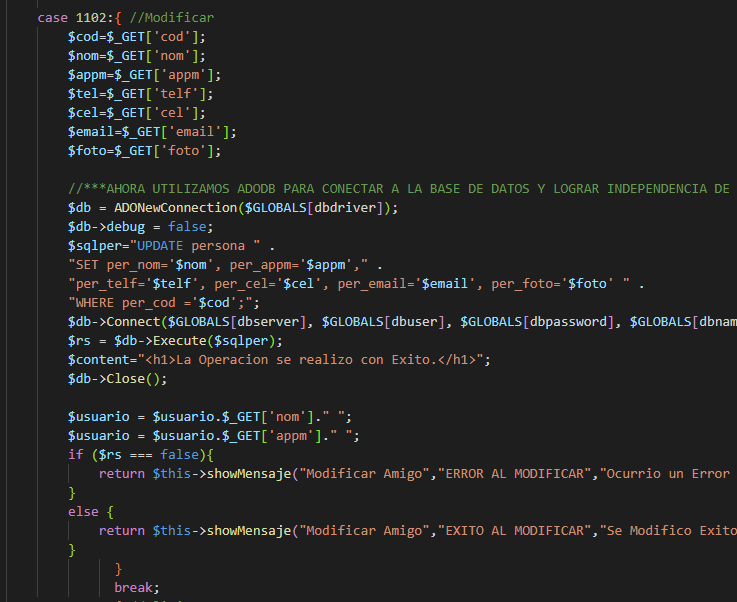 case 1102:{ //Modificar
$cod=$_GET['cod'];
$nom=$_GET['nom'];
$appm=$_GET['appm'];
$tel=$_GET['telf'];
$cel=$_GET['cel'];
$email=$_GET['email'];
$foto=$_GET['foto'];
//***AHORA UTILIZAMOS ADODB PARA CONECTAR A LA BASE DE DATOS Y LOGRAR INDEPENDENCIA DE
$db = ADONewConnection($GLOBALS[dbdriver]);
$db->debug = false;
$sqlper="UPDATE persona " .
"SET per_nom='$nom', per_appm='$appm'," .
"per_telf='$telf', per_cel='$cel', per_email='$email', per_foto='$foto' " .
"WHERE per_cod ='$cod';";
$db->Connect($GLOBALS[dbserver], $GLOBALS[dbuser], $GLOBALS[dbpassword], $GLOBALS[dbnam
$rs = $db->Execute($sqlper);
$content="<h1>La Operacion se realizo con Exito.</h1>";
$db->Close();
$usuario = $usuario.$_GET['nom']." ";
$usuario = $usuario.$_GET['appm']." ";
if ($rs === false){
return $this->showMensaje("Modificar Amigo","ERROR AL MODIFICAR","Ocurrio un Error
}
else {
return $this->showMensaje("Modificar Amigo","EXITO AL MODIFICAR","Se Modifico Exito
}
}
break;